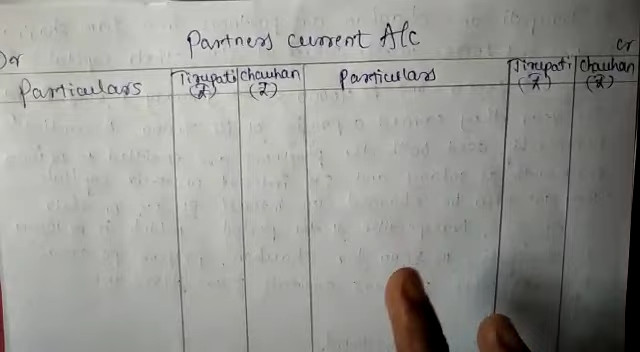 Partners current A/c
Dr Cr
Particulars Tirupati (₹) Chauhan (₹) Particulars Tirupati (₹) Chauhan (₹)